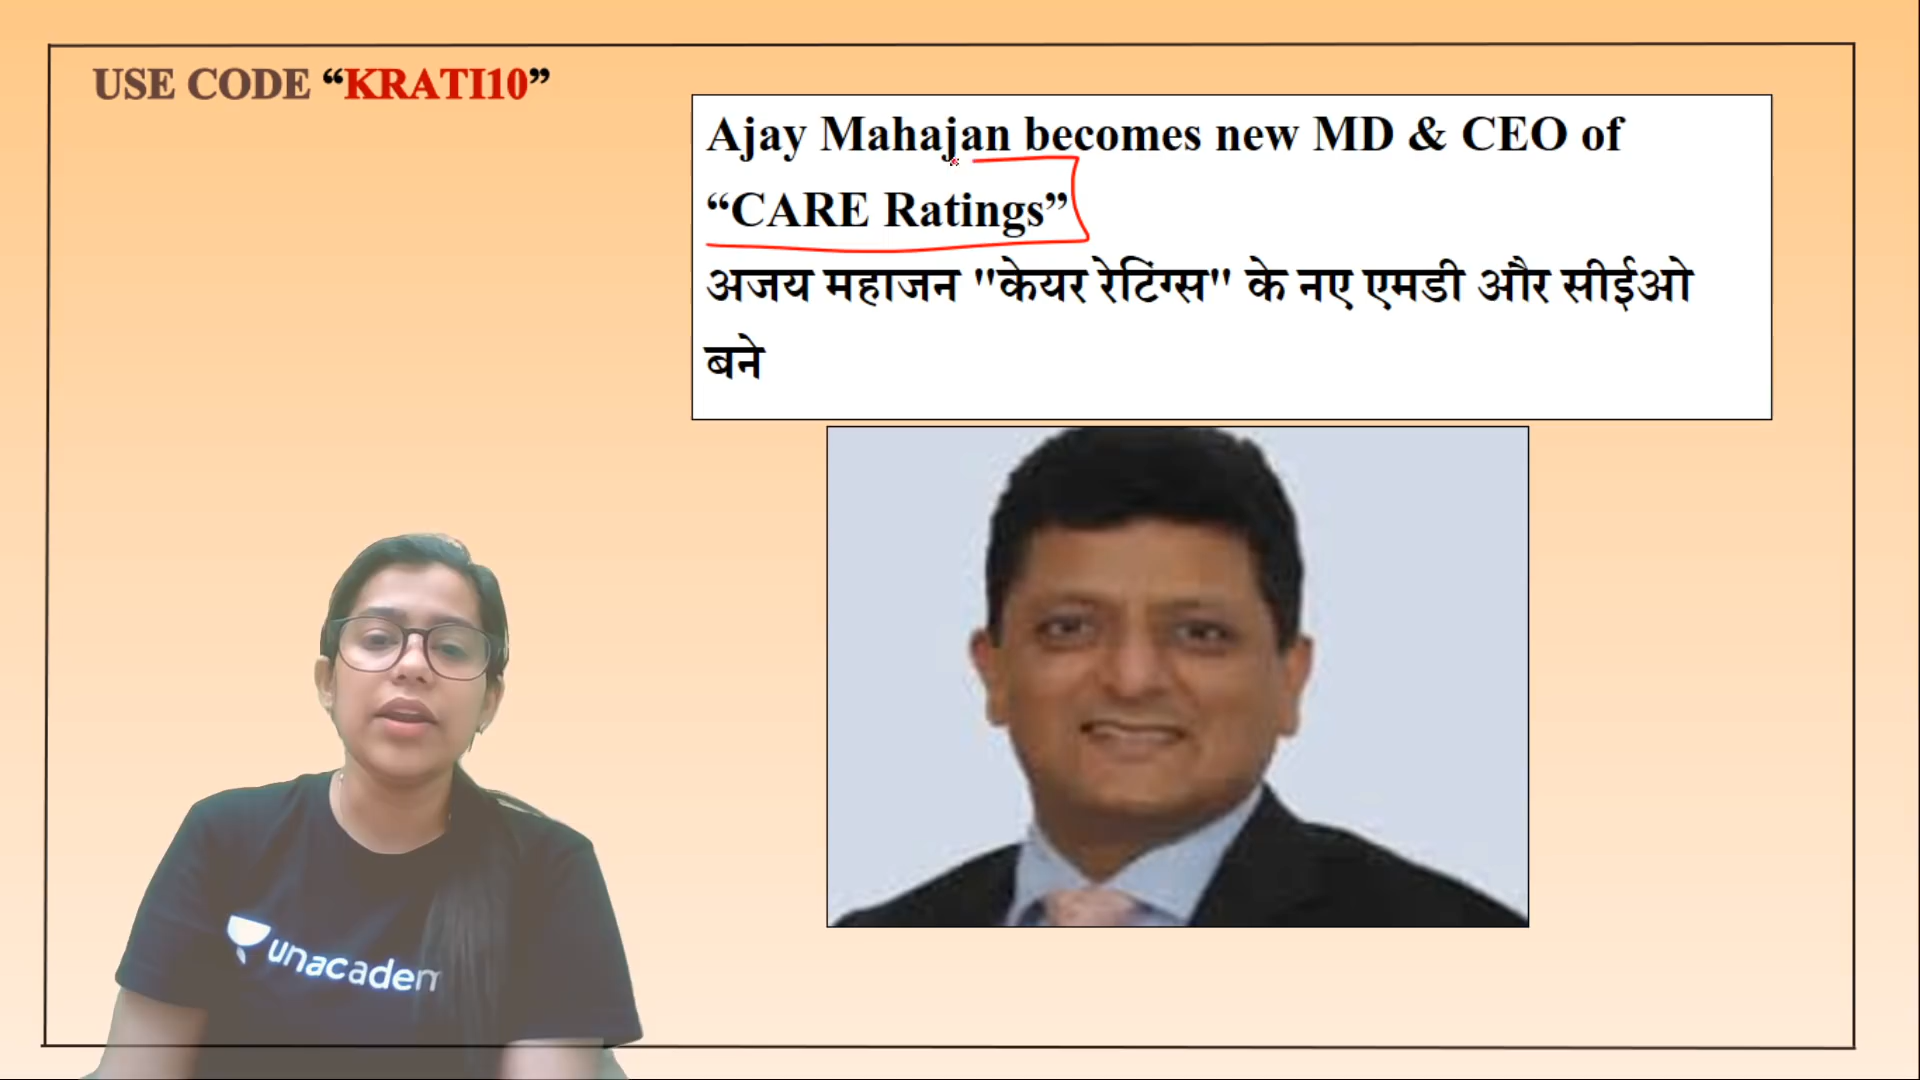 USE CODE “KRATI10”
Ajay Mahajan becomes new MD & CEO of
“CARE Ratings”
अजय महाजन "केयर रेटिंग्स" के नए एमडी और सीईओ
बने
unacadem